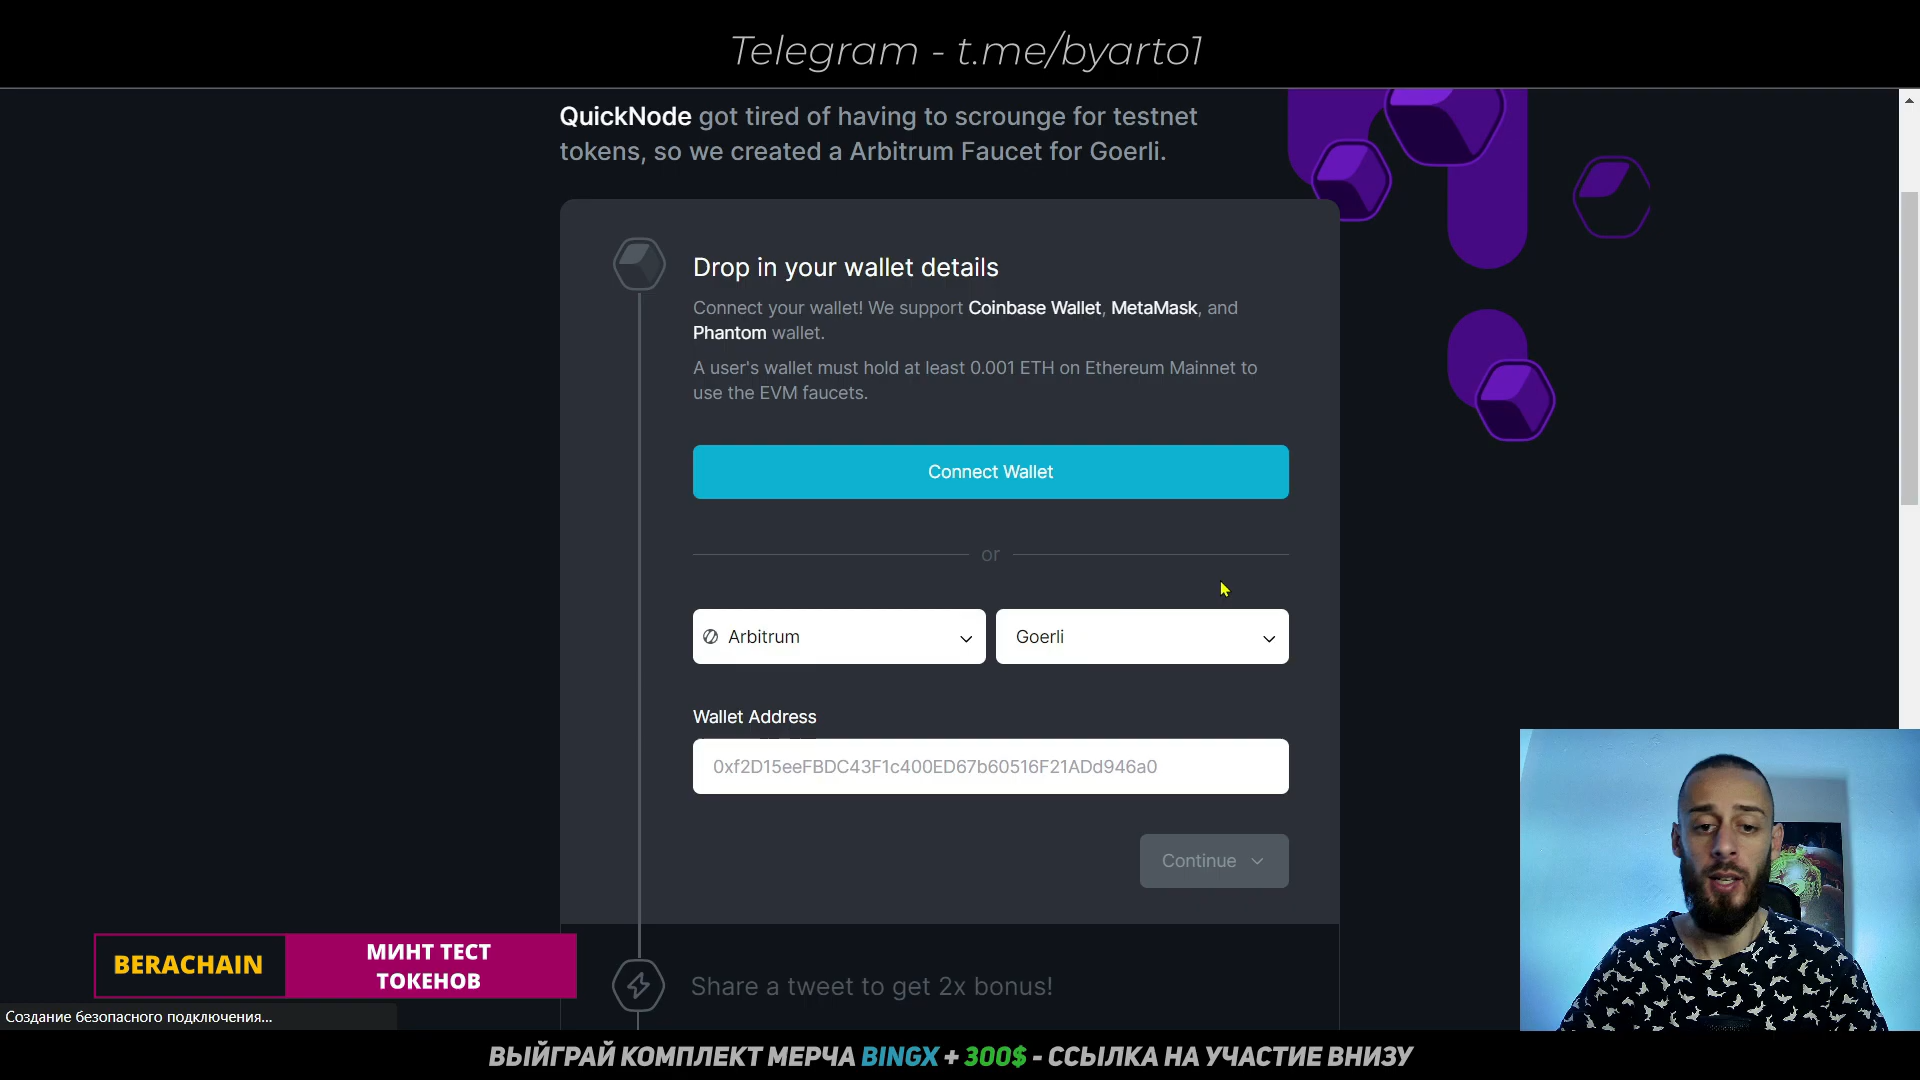 Telegram - t.me/byarto1
QuickNode got tired of having to scrounge for testnet
tokens, so we created a Arbitrum Faucet for Goerli.
Drop in your wallet details
Connect your wallet! We support Coinbase Wallet, MetaMask, and
Phantom wallet.
A user's wallet must hold at least 0.001 ETH on Ethereum Mainnet to
use the EVM faucets.
Connect Wallet
or
Arbitrum
Goerli
Wallet Address
0xf2D15eeFBDC43F1c400ED67b60516F21ADd946a0
Continue
BERACHAIN
МИНТ ТЕСТ
ТОКЕНОВ
Share a tweet to get 2x bonus!
Создание безопасного подключения...
ВЫЙГРАЙ КОМПЛЕКТ МЕРЧА BINGX + 300$ - ССЫЛКА НА УЧАСТИЕ ВНИЗУ